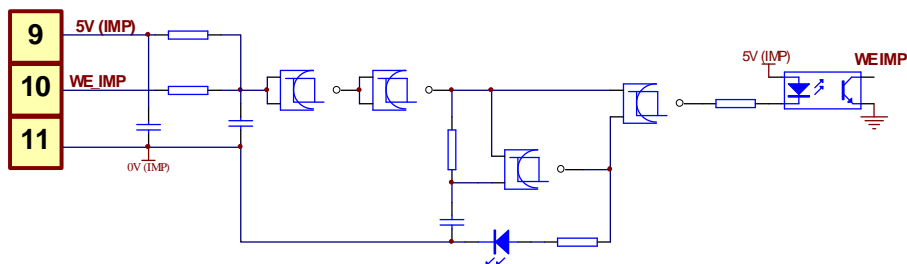 9
5V (IMP)
10
WE_IMP
11
0V (IMP)
5V (IMP)
WEIMP